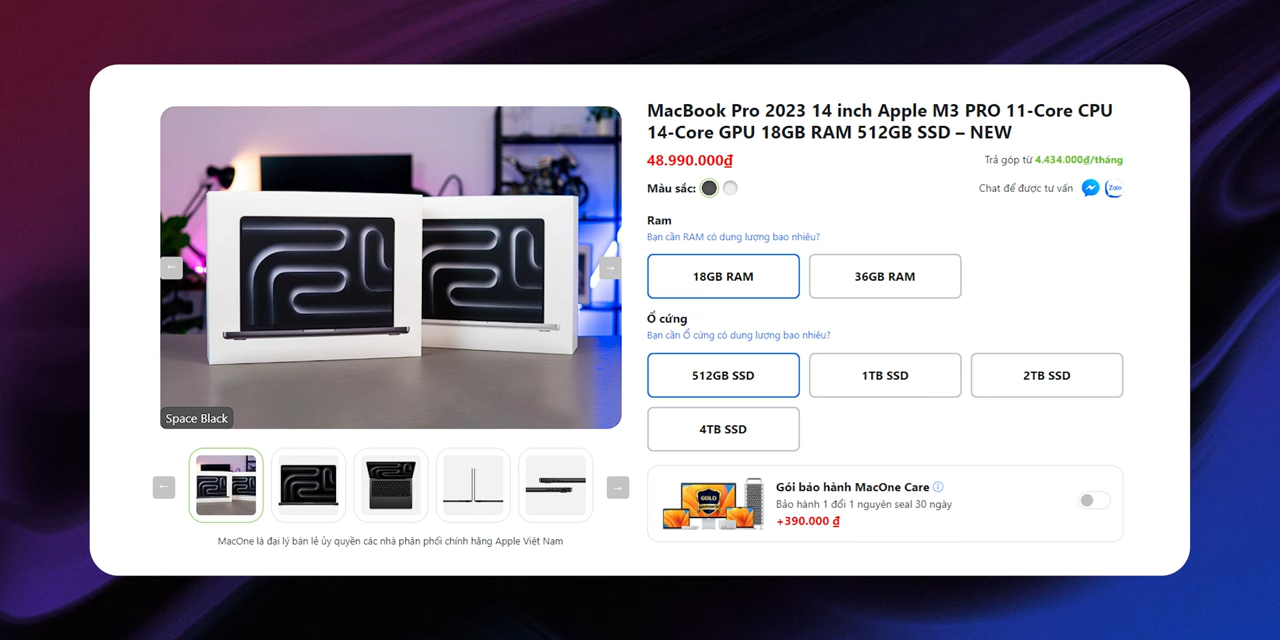 MacBook Pro 2023 14 inch Apple M3 PRO 11-Core CPU
14-Core GPU 18GB RAM 512GB SSD – NEW
48.990.000₫
Trả góp từ 4.434.000₫/tháng
Màu sắc:
Chat để được tư vấn
Zalo
Ram
Bạn cần RAM có dung lượng bao nhiêu?
18GB RAM
36GB RAM
Ổ cứng
Bạn cần Ổ cứng có dung lượng bao nhiêu?
512GB SSD
1TB SSD
2TB SSD
4TB SSD
Gói bảo hành MacOne Care
Bảo hành 1 đổi 1 nguyên seal 30 ngày
+390.000 ₫
GOLD
Space Black
MacOne là đại lý bán lẻ ủy quyền các nhà phân phối chính hãng Apple Việt Nam